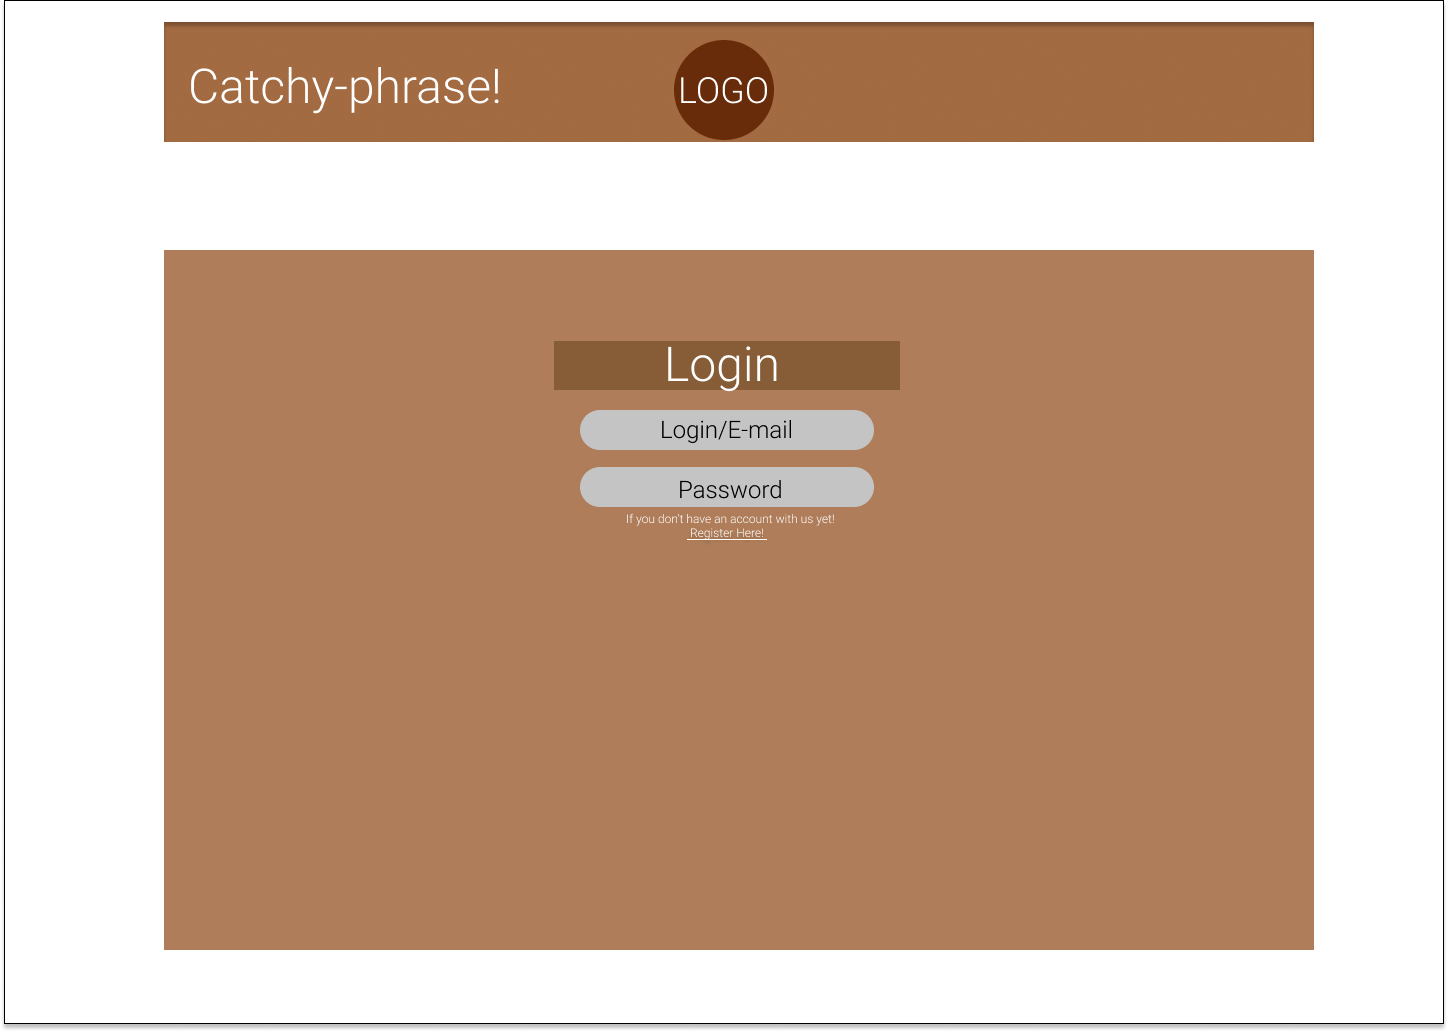 Catchy-phrase!
LOGO
Login
Login/E-mail
Password
If you don't have an account with us yet!
Register Here!